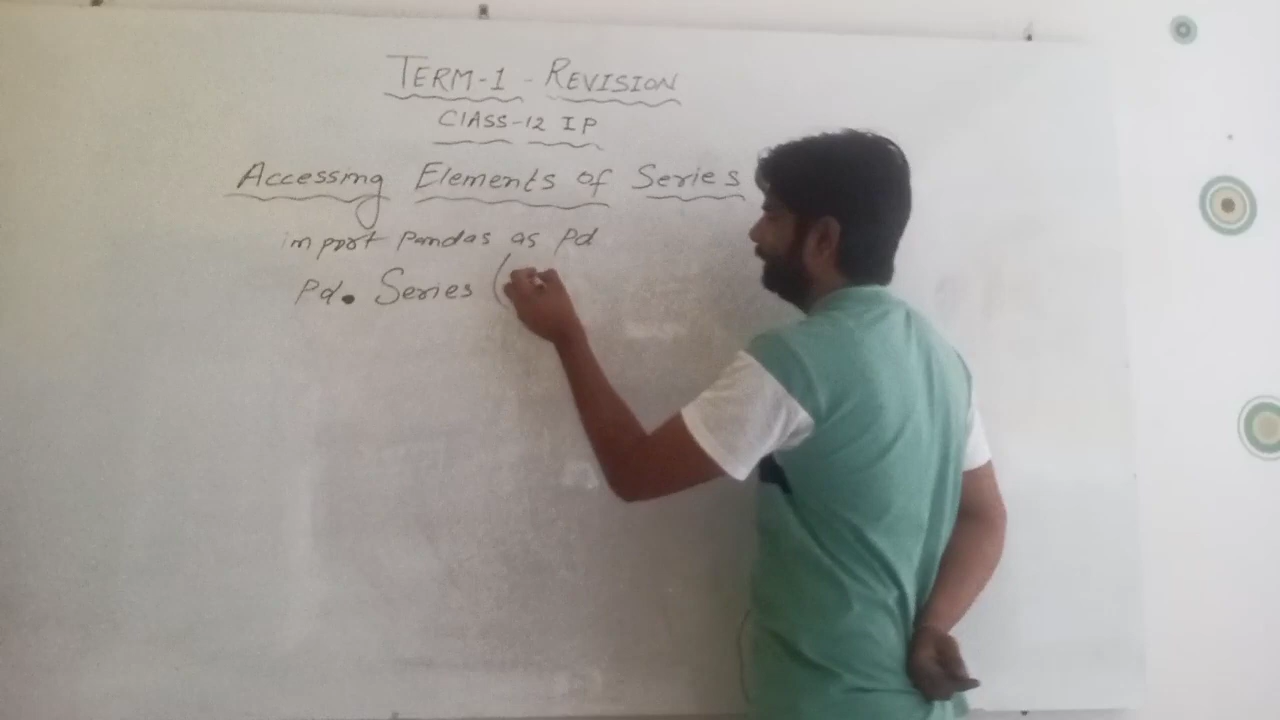 TERM-1 - REVISION
ClASS-12 IP
Accessing Elements of Series
import Pandas as Pd
Pd. Series (